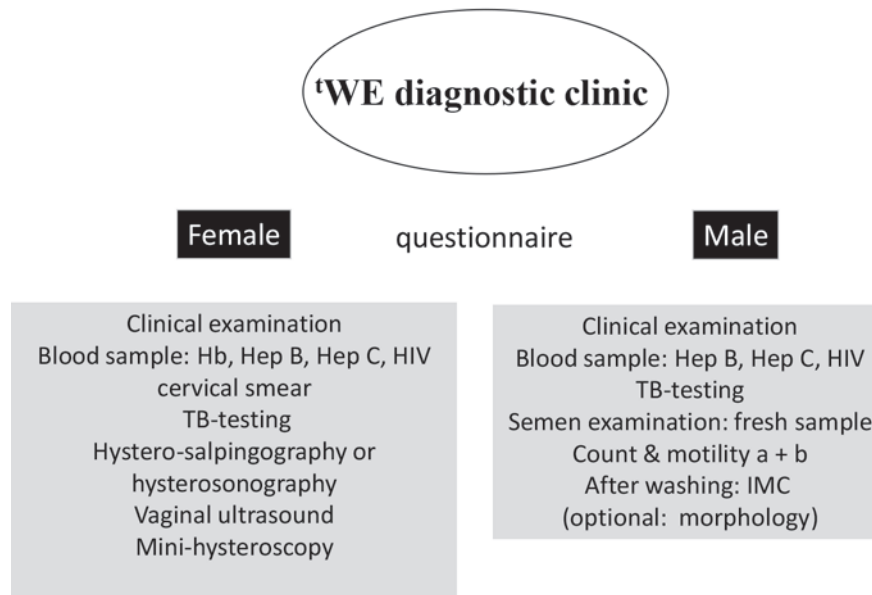 tWE diagnostic clinic
Female
questionnaire
Male
Clinical examination
Blood sample: Hb, Hep B, Hep C, HIV
cervical smear
TB-testing
Hystero-salpingography or
hysterosonography
Vaginal ultrasound
Mini-hysteroscopy
Clinical examination
Blood sample: Hep B, Hep C, HIV
TB-testing
Semen examination: fresh sample
Count & motility a + b
After washing: IMC
(optional: morphology)